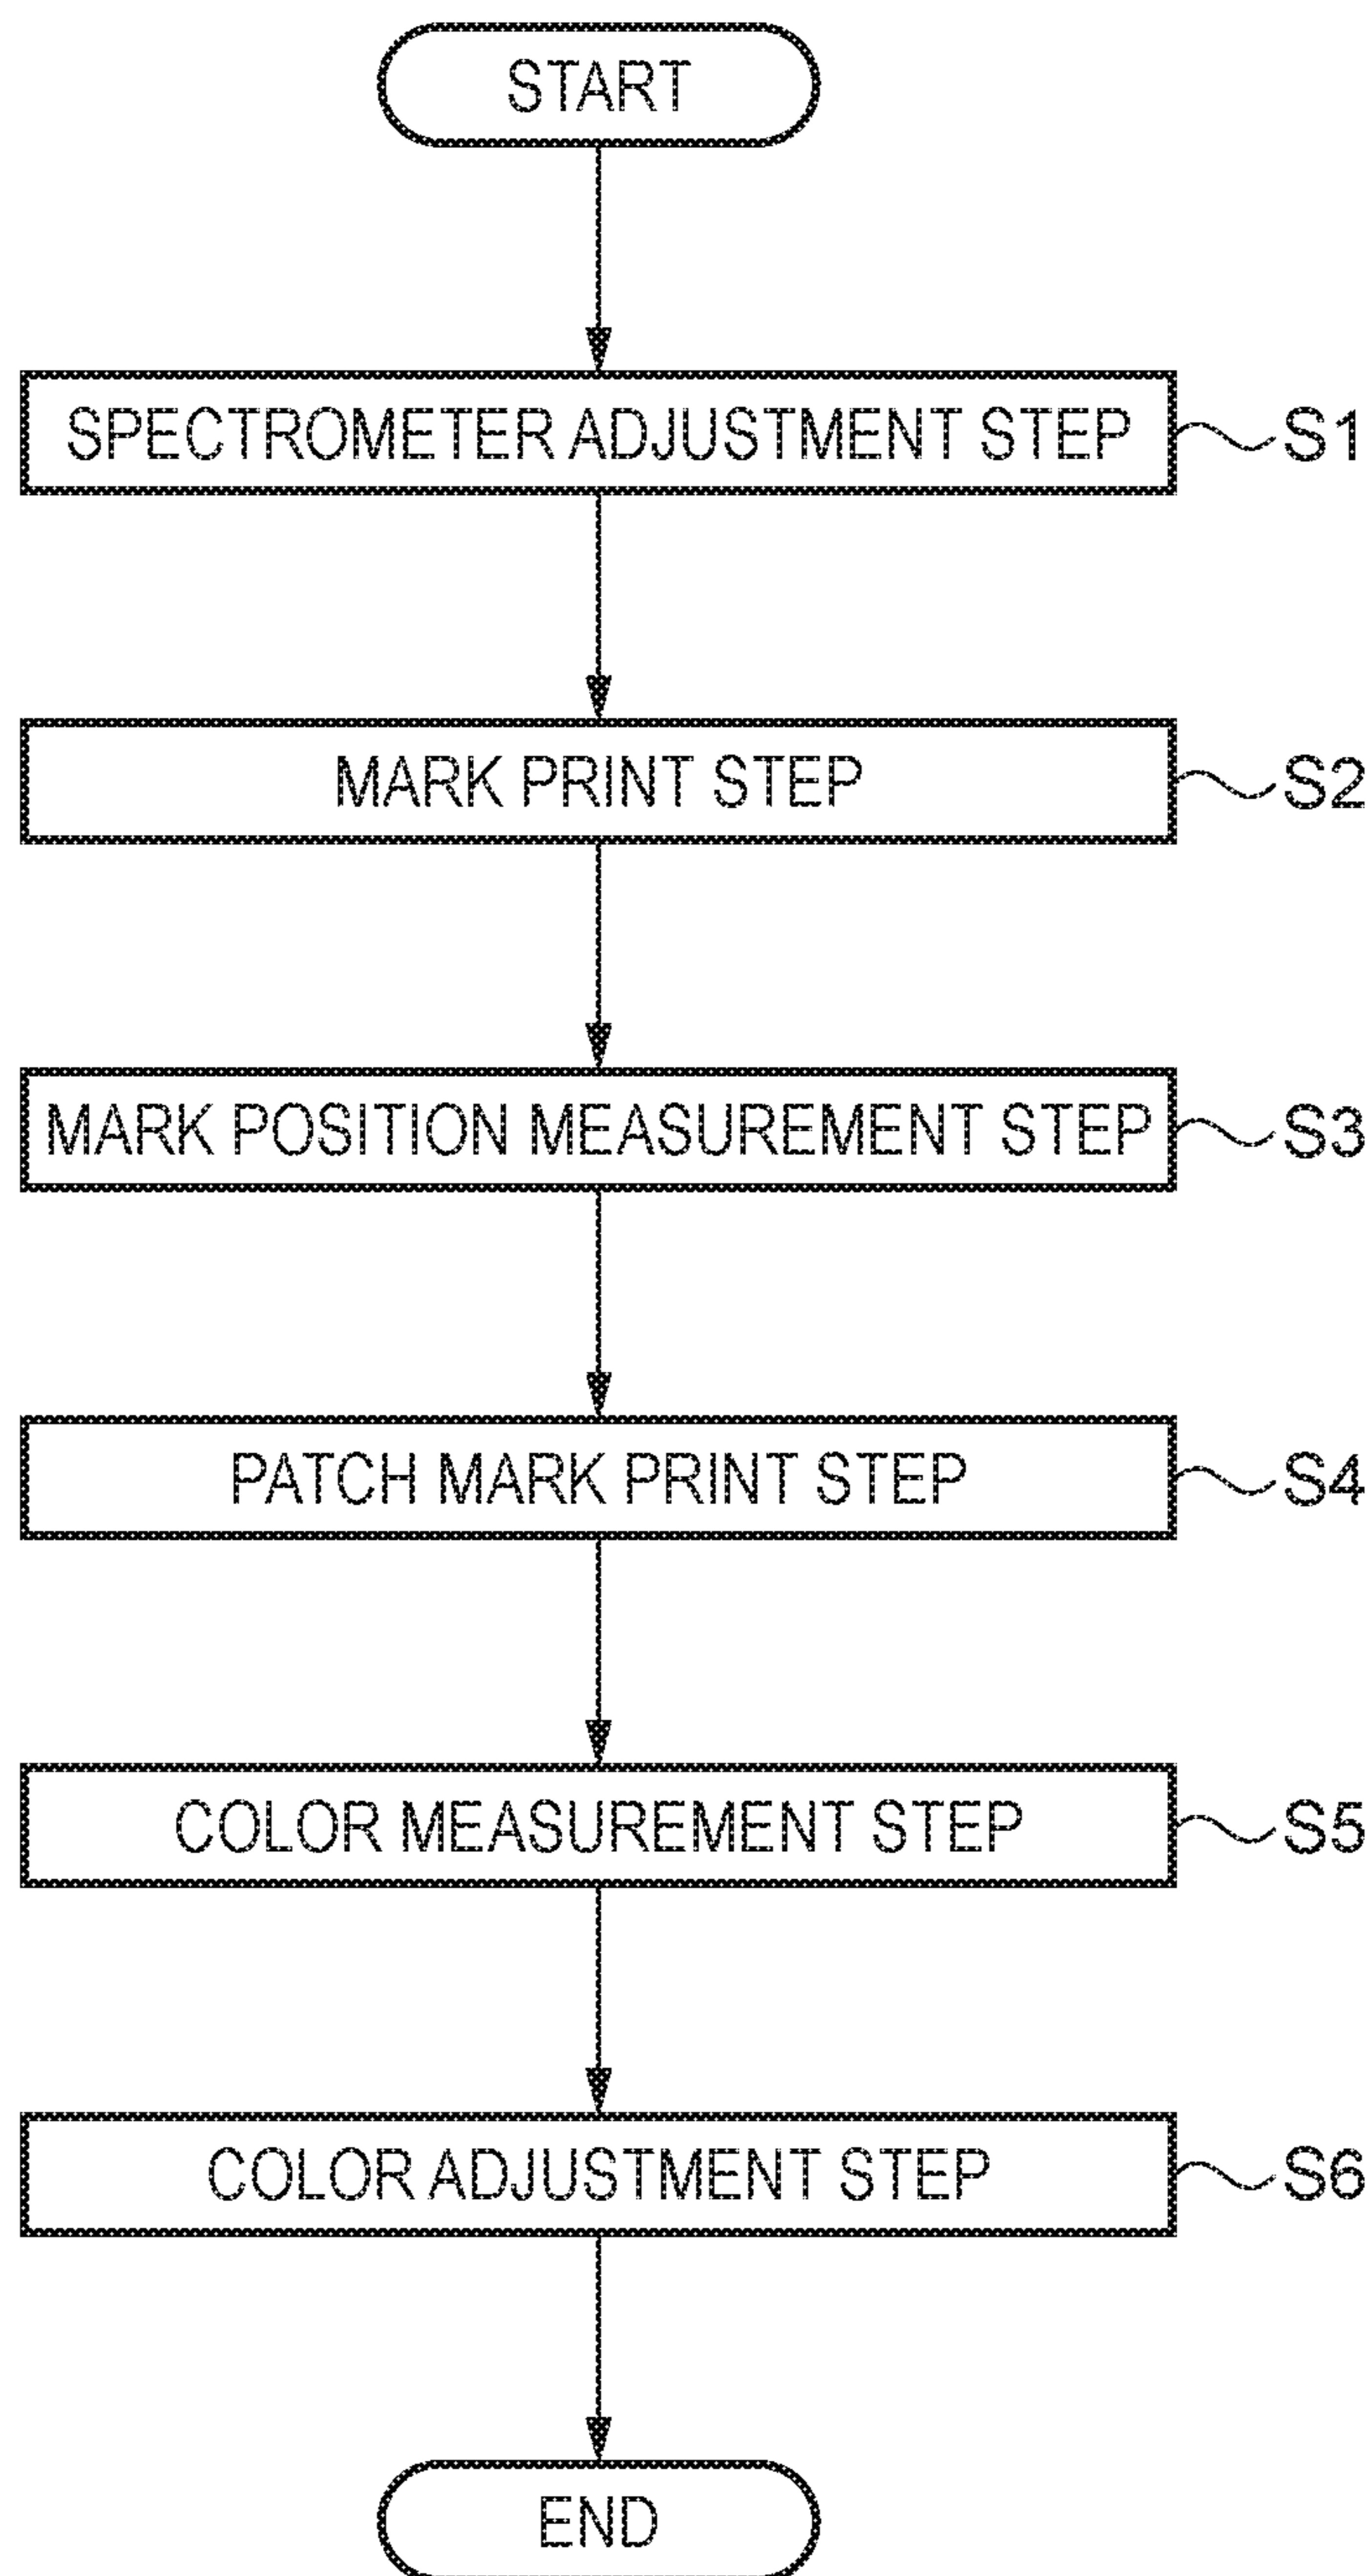 START
SPECTROMETER ADJUSTMENT STEP S1
MARK PRINT STEP S2
MARK POSITION MEASUREMENT STEP S3
PATCH MARK PRINT STEP S4
COLOR MEASUREMENT STEP S5
COLOR ADJUSTMENT STEP S6
END